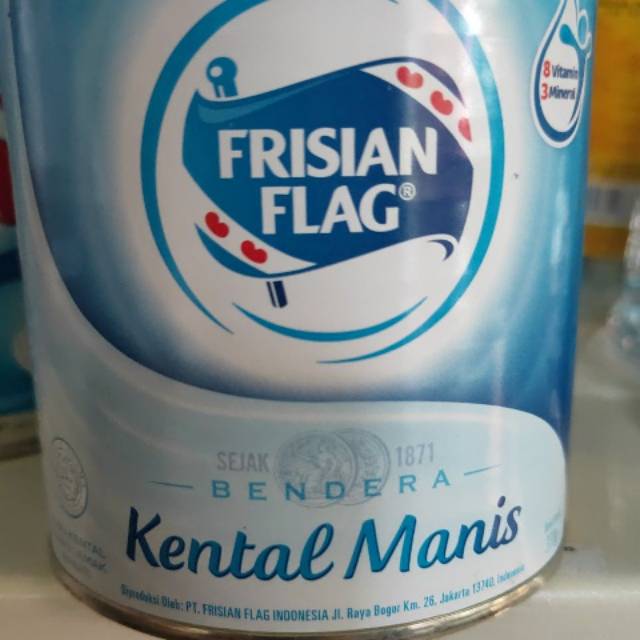 8 Vitamin
3 Mineral
FRISIAN
FLAG®
SEJAK 1871
BENDERA
Kental Manis
Diproduksi Oleh: PT. FRISIAN FLAG INDONESIA Jl. Raya Bogor Km. 26, Jakarta 13740, Indonesia